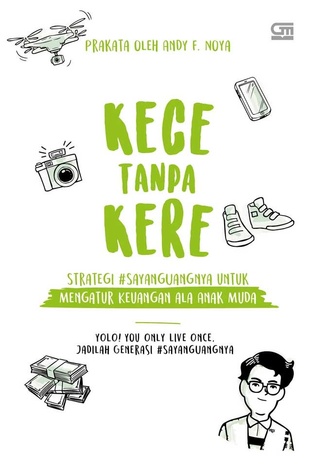 PRAKATA OLEH ANDY F. NOYA
GM
KECE
TANPA
KERE
STRATEGI #SAYANGUANGNYA UNTUK
MENGATUR KEUANGAN ALA ANAK MUDA
YOLO! YOU ONLY LIVE ONCE,
JADILAH GENERASI #SAYANGUANGNYA